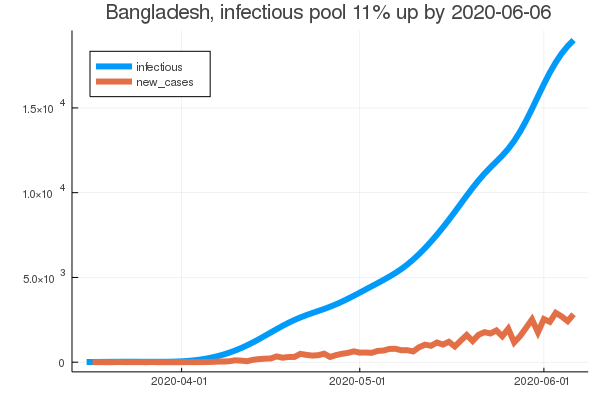 Bangladesh, infectious pool 11% up by 2020-06-06
infectious
new_cases
1.5×10⁴
1.0×10⁴
5.0×10³
0
2020-04-01 2020-05-01 2020-06-01